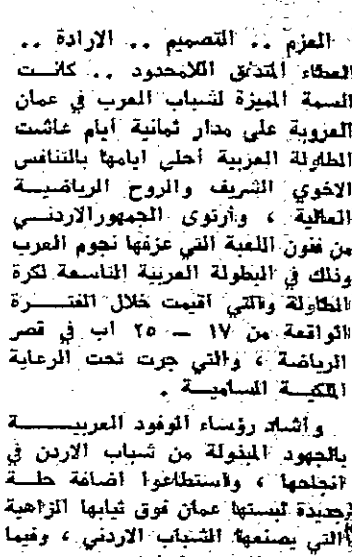 العزم .. التصميم .. الارادة ..
العطاء المتدفق اللامحدود .. كانت
السمة المميزة لشباب العرب في عمان
العروبة على مدار ثمانية أيام عاشت
الطاولة العربية أحلى ايامها بالتنافس
الاخوي الشريف والروح الرياضية
العالية ، وأرتوى الجمهور الاردني
من فنون اللعبة التي عزفها نجوم العرب
وذلك في البطولة العربية التاسعة لكرة
الطاولة والتي اقيمت خلال الفترة
الواقعة من ١٧ — ٢٥ اب في قصر
الرياضة ، والتي جرت تحت الرعاية
الملكية السامية .
وأشاد رؤساء الوفود العربية
بالجهود المبذولة من شباب الاردن في
انجاحها ، واستطاعوا اضافة حلة
جديدة لبستها عمان فوق ثيابها الزاهية
التي يصنعها الشباب الاردني ، وفيما